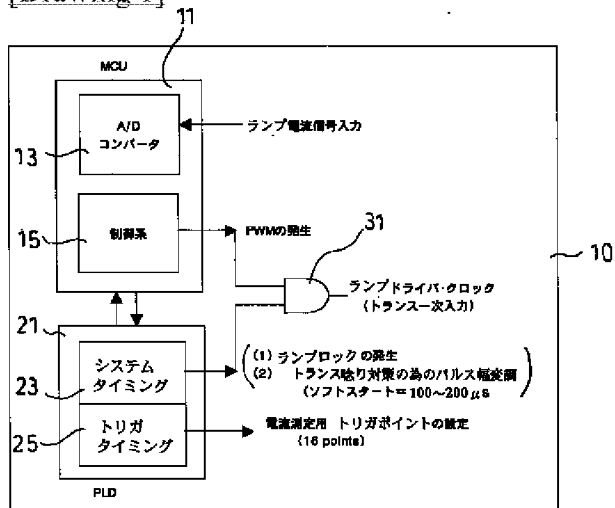 [Drawing 1]
11
MCU
A/D
コンバータ
ランプ電流信号入力
13
制御系
15
PWMの発生
31
10
ランプドライバ・クロック
(トランス一次入力)
21
システム
タイミング
23
(1) ランプロックの発生
(2) トランス唸り対策の為のパルス幅変調
(ソフトスタート=100~200μs
トリガ
タイミング
25
電流測定用 トリガポイントの設定
(16 points)
PLD